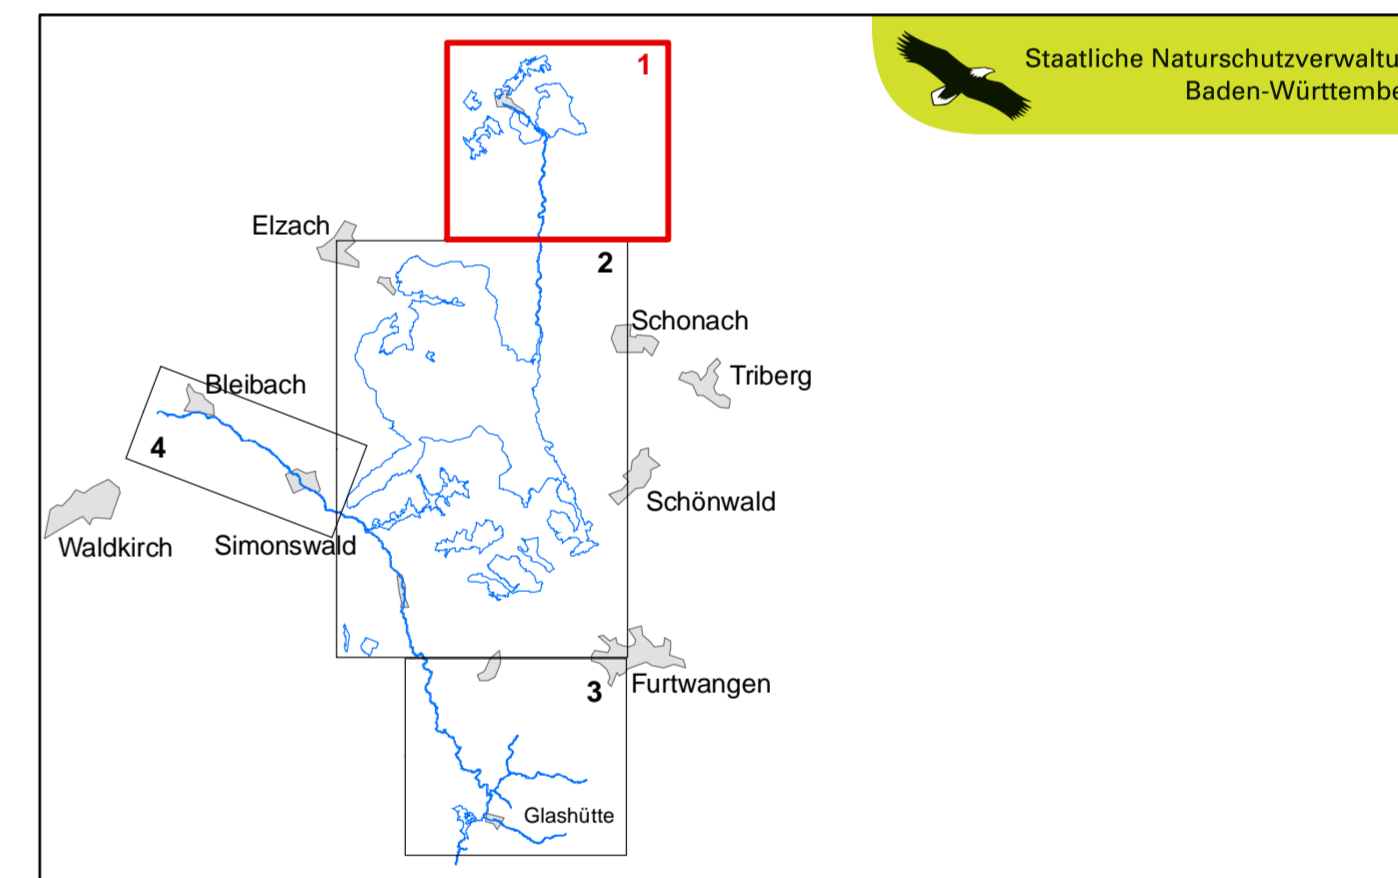 Staatliche Naturschutzverwaltu
Baden-Württembe
1
Elzach
2
Schonach
Triberg
Bleibach
4
Schönwald
Waldkirch
Simonswald
Furtwangen
3
Glashütte